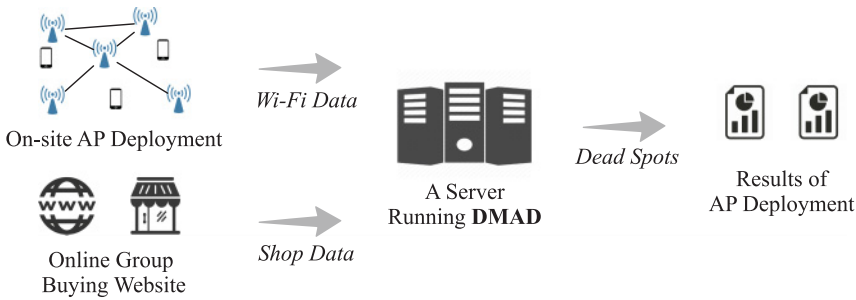 On-site AP Deployment
Wi-Fi Data
WWW
Online Group
Buying Website
Shop Data
A Server
Running DMAD
Dead Spots
Results of
AP Deployment